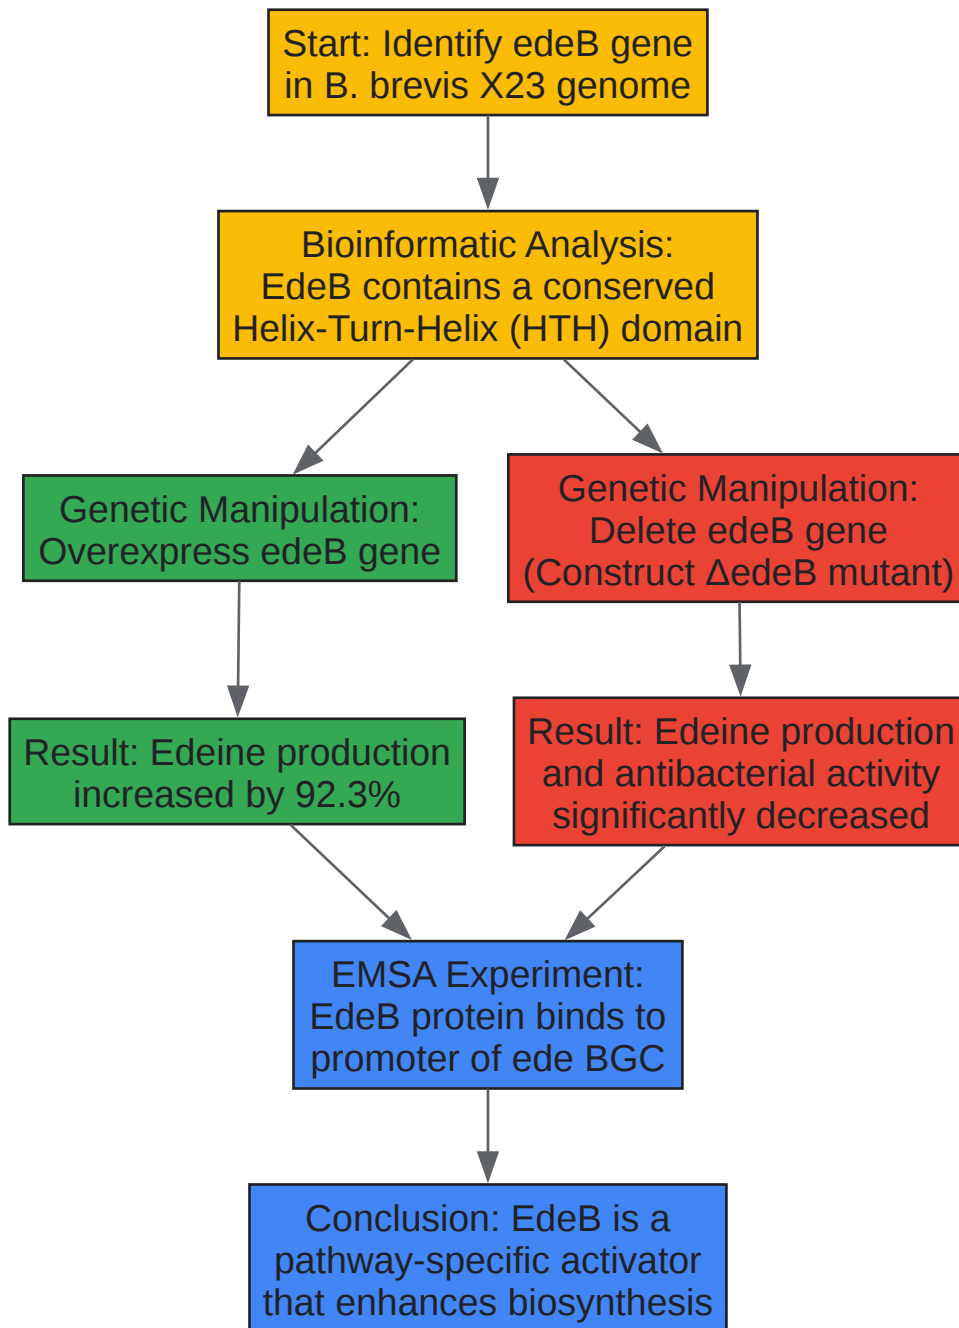 Start: Identify edeB gene
in B. brevis X23 genome
Bioinformatic Analysis:
EdeB contains a conserved
Helix-Turn-Helix (HTH) domain
Genetic Manipulation:
Overexpress edeB gene
Genetic Manipulation:
Delete edeB gene
(Construct ΔedeB mutant)
Result: Edeine production
increased by 92.3%
Result: Edeine production
and antibacterial activity
significantly decreased
EMSA Experiment:
EdeB protein binds to
promoter of ede BGC
Conclusion: EdeB is a
pathway-specific activator
that enhances biosynthesis